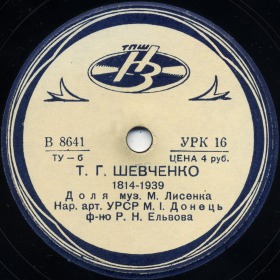 ТПШ
НЗ
В 8641 УРК 16
ТУ—б ЦЕНА 4 руб.
Т. Г. ШЕВЧЕНКО
1814-1939
Доля муз. М. Лисенка
Нар. арт. УРСР М. І. Донець
ф-но Р. Н. Ельвова